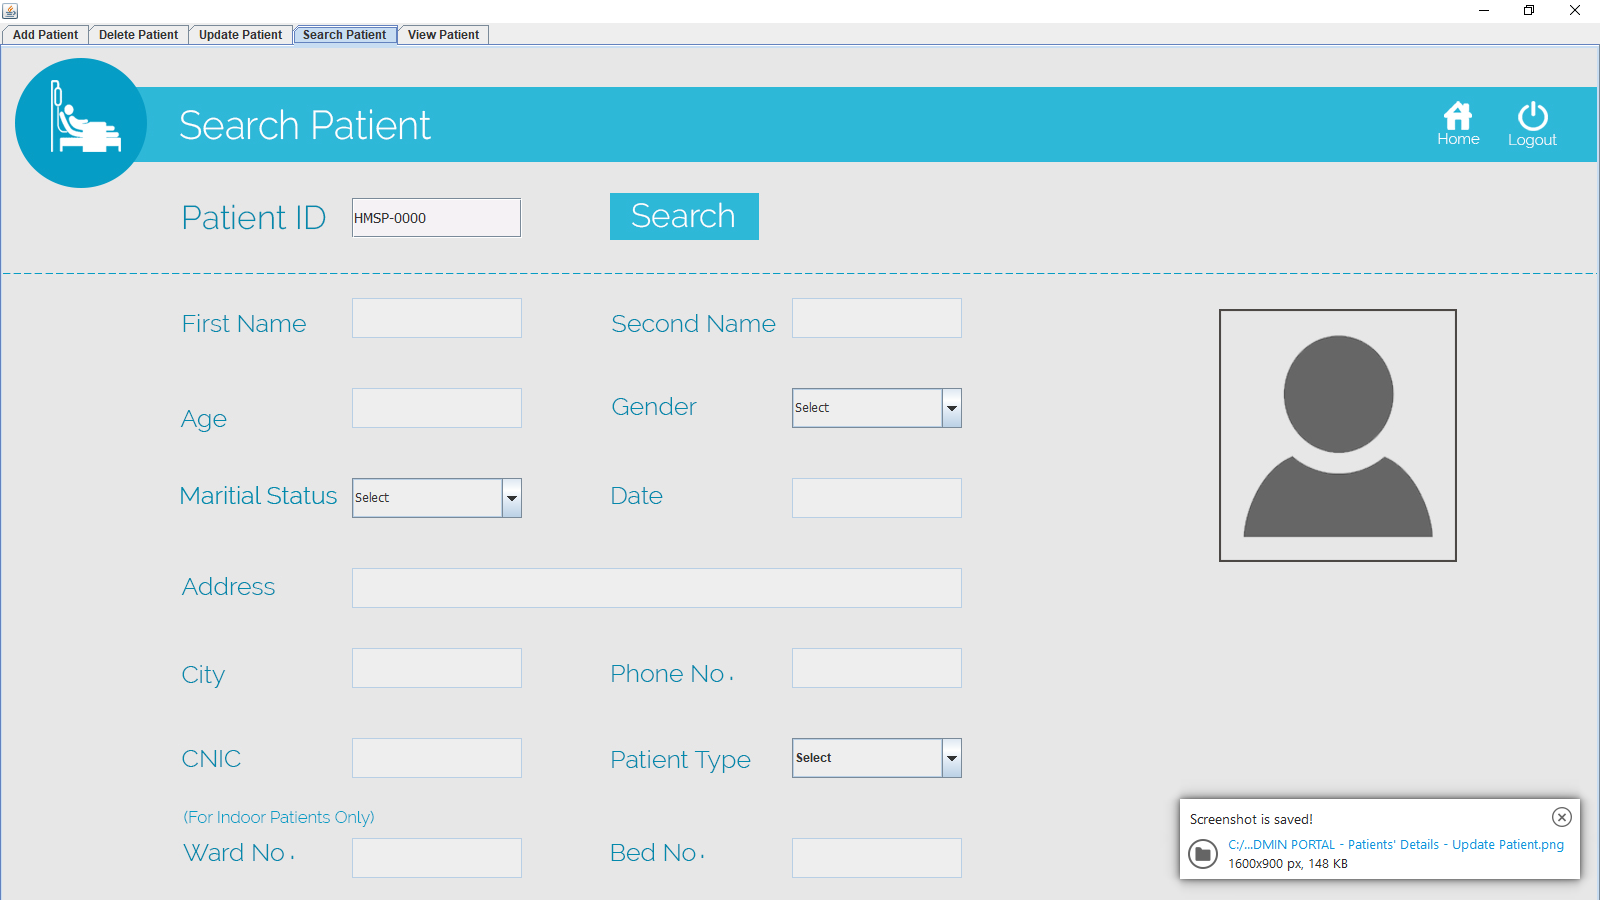 Add Patient Delete Patient Update Patient Search Patient View Patient
Search Patient
Home Logout
Patient ID HMSP-0000 Search
First Name Second Name
Age Gender Select
Maritial Status Select Date
Address
City Phone No.
CNIC Patient Type Select
(For Indoor Patients Only)
Ward No. Bed No.
Screenshot is saved!
C:/...DMIN PORTAL - Patients' Details - Update Patient.png
1600x900 px, 148 KB